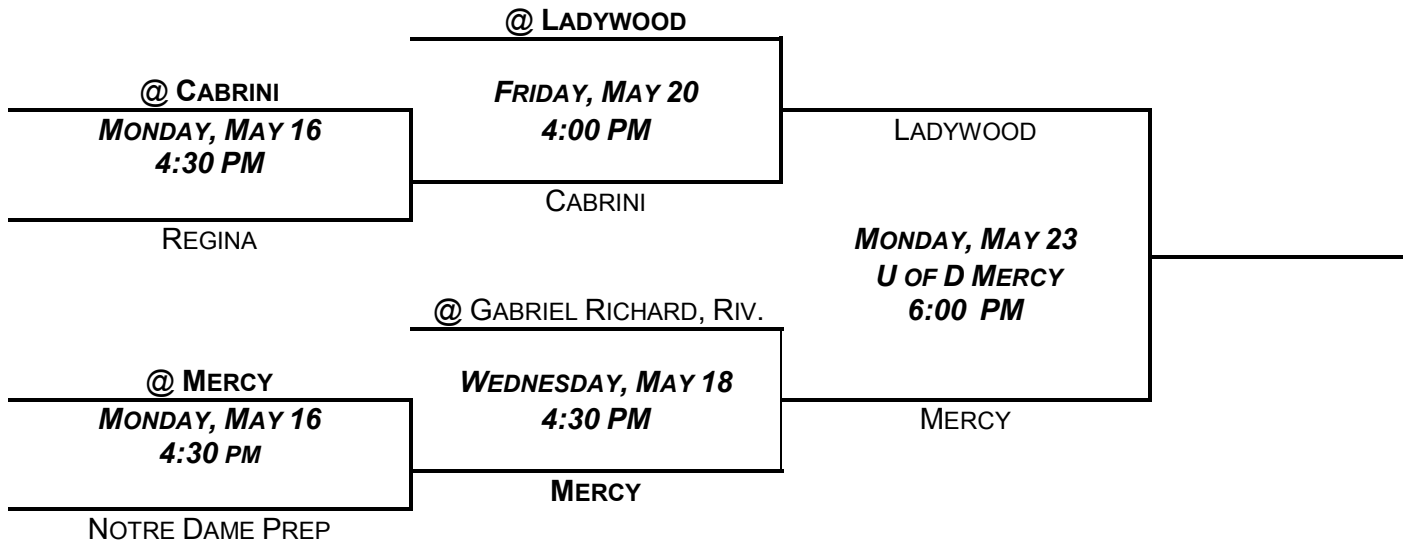 @ LADYWOOD
@ CABRINI
MONDAY, MAY 16
4:30 PM
FRIDAY, MAY 20
4:00 PM
LADYWOOD
CABRINI
REGINA
MONDAY, MAY 23
U OF D MERCY
6:00 PM
@ GABRIEL RICHARD, RIV.
@ MERCY
MONDAY, MAY 16
4:30 PM
WEDNESDAY, MAY 18
4:30 PM
MERCY
MERCY
NOTRE DAME PREP